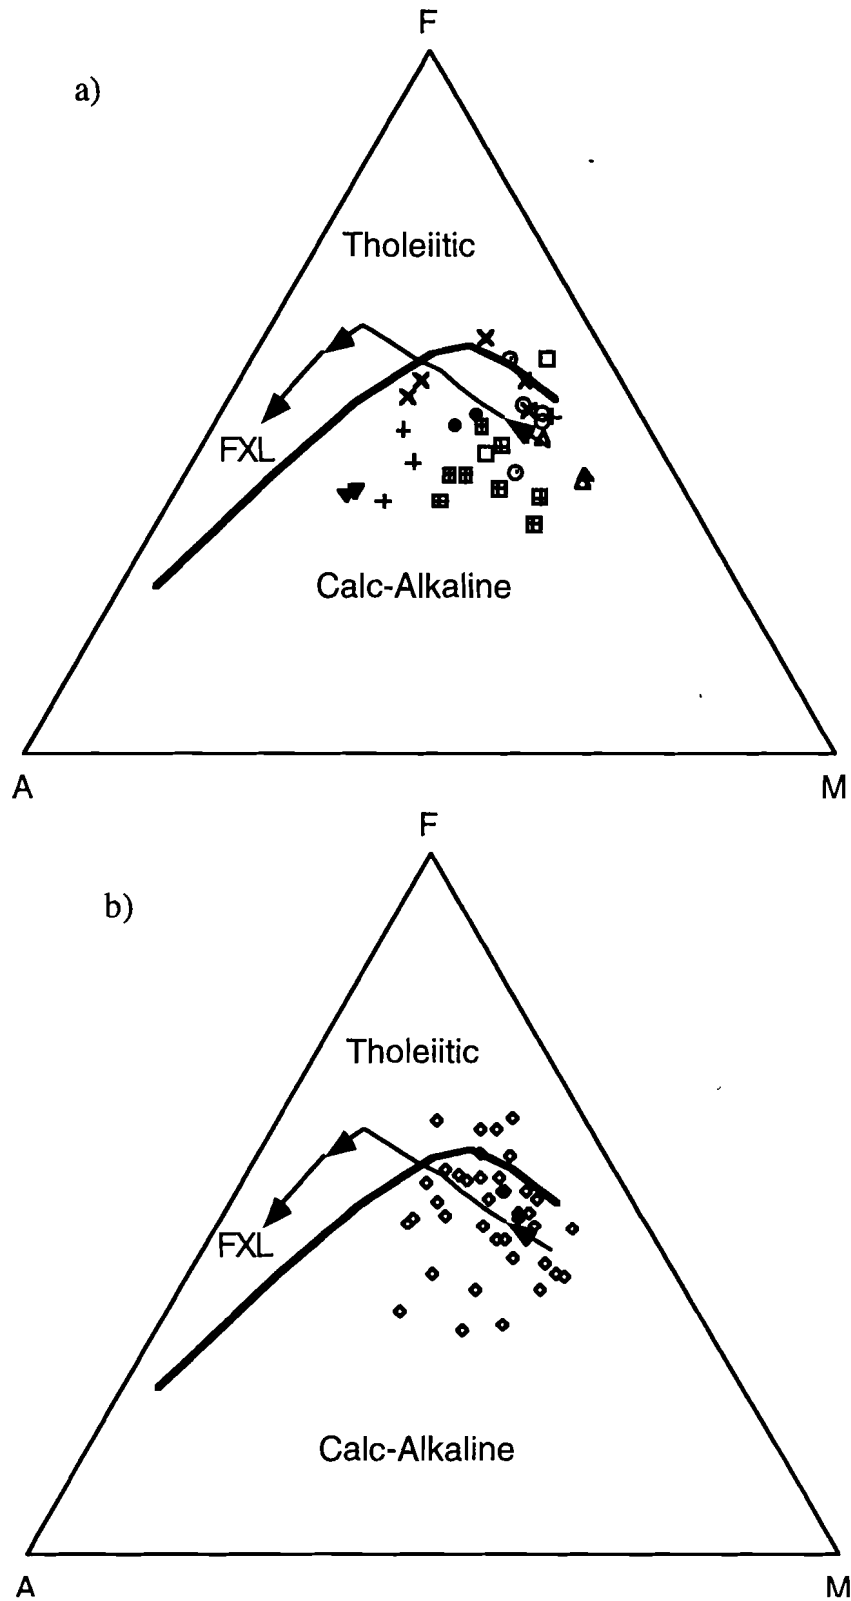 F
a)
Tholeiitic
FXL
Calc-Alkaline
A M
F
b)
Tholeiitic
FXL
Calc-Alkaline
A M